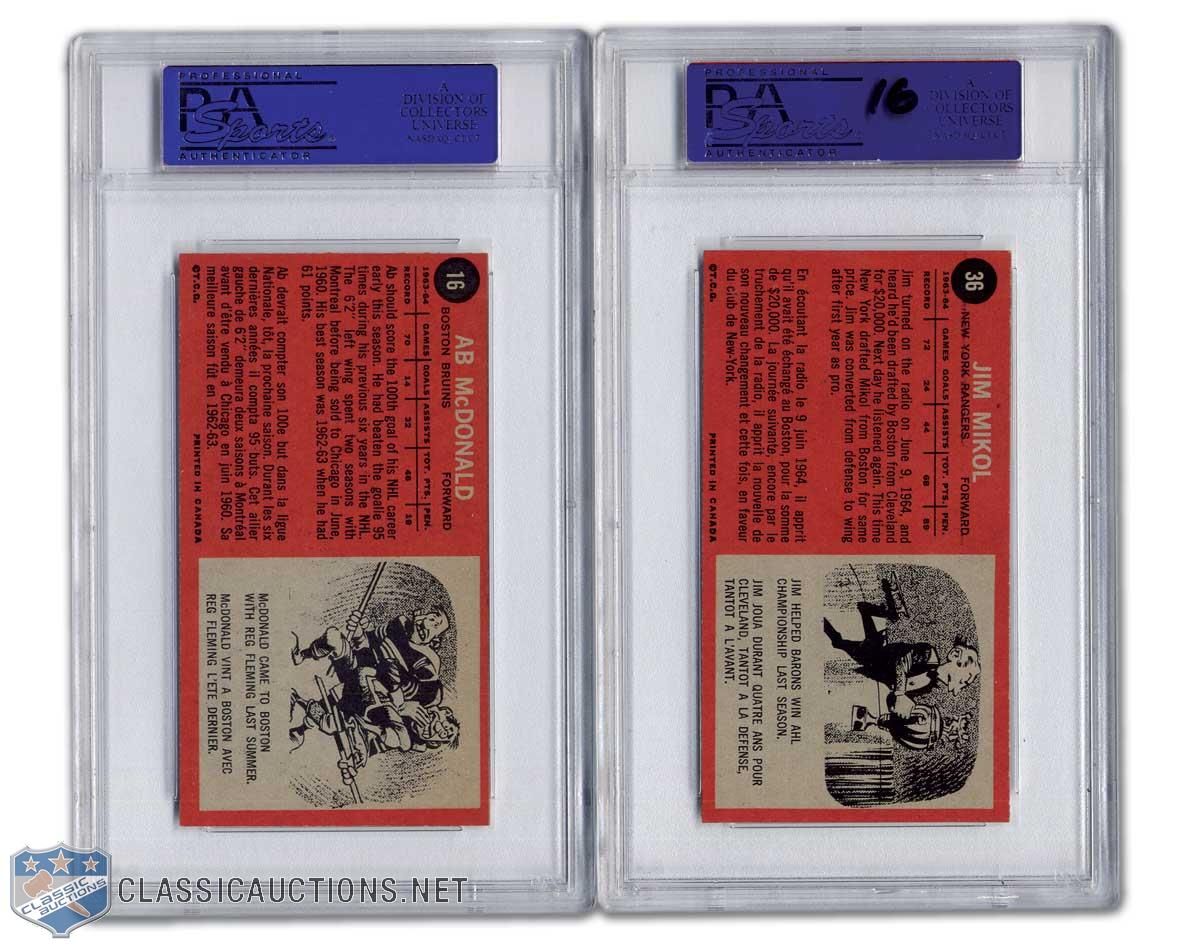 PROFESSIONAL
PSA
Sports
AUTHENTICATOR
A
DIVISION OF
COLLECTORS
UNIVERSE
NASDAQ-CLCT
16 AB McDONALD
BOSTON BRUINS FORWARD
1963-64 GAMES GOALS ASSISTS TOT. PTS. PEN.
RECORD 70 14 32 46 19
Ab should score the 100th goal of his NHL career
early this season. He had beaten the goalie 95
times during his previous six years in the NHL.
The 6'2" left wing spent two seasons with
Montreal before being sold to Chicago in June,
1960. His best season was 1962-63 when he had
61 points.
Ab devrait compter son 100e but dans la ligue
Nationale, tôt, la prochaine saison. Durant les six
dernières années il compta 95 buts. Cet ailier
gauche de 6'2" demeura deux saisons à Montréal
avant d'être vendu à Chicago en juin 1960. Sa
meilleure saison fût en 1962-63.
©T.C.G. PRINTED IN CANADA
McDONALD CAME TO BOSTON
WITH REG FLEMING LAST SUMMER.
McDONALD VINT A BOSTON AVEC
REG FLEMING L'ETE DERNIER.
PROFESSIONAL
PSA
Sports
AUTHENTICATOR
16
A
DIVISION OF
COLLECTORS
UNIVERSE
NASDAQ-CLCT
36 JIM MIKOL
NEW YORK RANGERS FORWARD
1963-64 GAMES GOALS ASSISTS TOT. PTS. PEN.
RECORD 72 24 44 68 89
Jim turned on the radio on June 9, 1964, and
heard he'd been drafted by Boston from Cleveland
for $20,000. Next day he listened again. This time
New York drafted Mikol from Boston for same
price. Jim was converted from defense to wing
after first year as pro.
En écoutant la radio le 9 juin 1964, il apprit
qu'il avait été échangé au Boston, pour la somme
de $20,000. La journée suivante, encore par le
truchement de la radio, il apprit la nouvelle de
son nouveau changement et cette fois, en faveur
du club de New-York.
©T.C.G. PRINTED IN CANADA
JIM HELPED BARONS WIN AHL
CHAMPIONSHIP LAST SEASON.
JIM JOUA DURANT QUATRE ANS POUR
CLEVELAND, TANTOT A LA DEFENSE,
TANTOT A L'AVANT.
CLASSIC
AUCTIONS
CLASSICAUCTIONS.NET